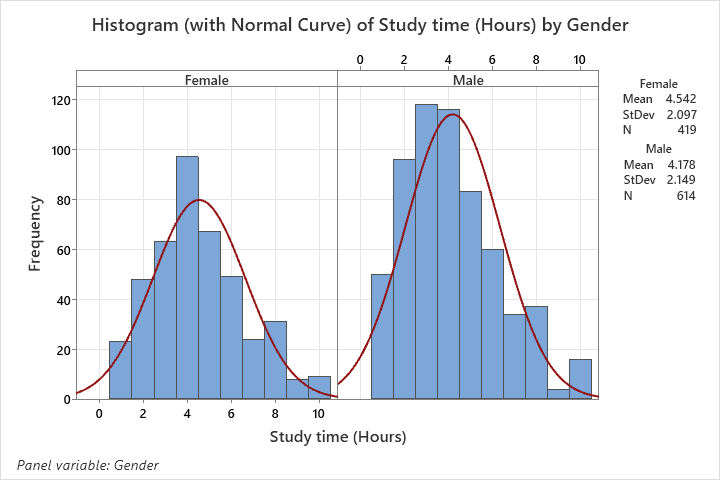 Histogram (with Normal Curve) of Study time (Hours) by Gender
0 2 4 6 8 10
Female Male
120
100
80
60
40
20
0
Frequency
0 2 4 6 8 10
Study time (Hours)
Female
Mean 4.542
StDev 2.097
N 419
Male
Mean 4.178
StDev 2.149
N 614
Panel variable: Gender